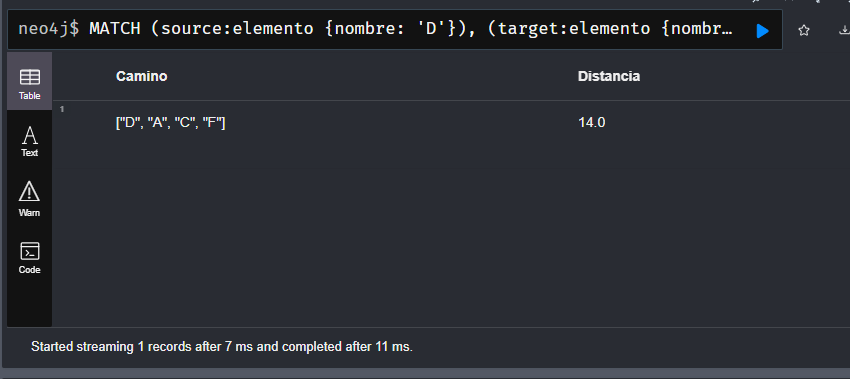 neo4j$ MATCH (source:elemento {nombre: 'D'}), (target:elemento {nombr…
Table
Text
Warn
Code
Camino Distancia
1
["D", "A", "C", "F"] 14.0
Started streaming 1 records after 7 ms and completed after 11 ms.